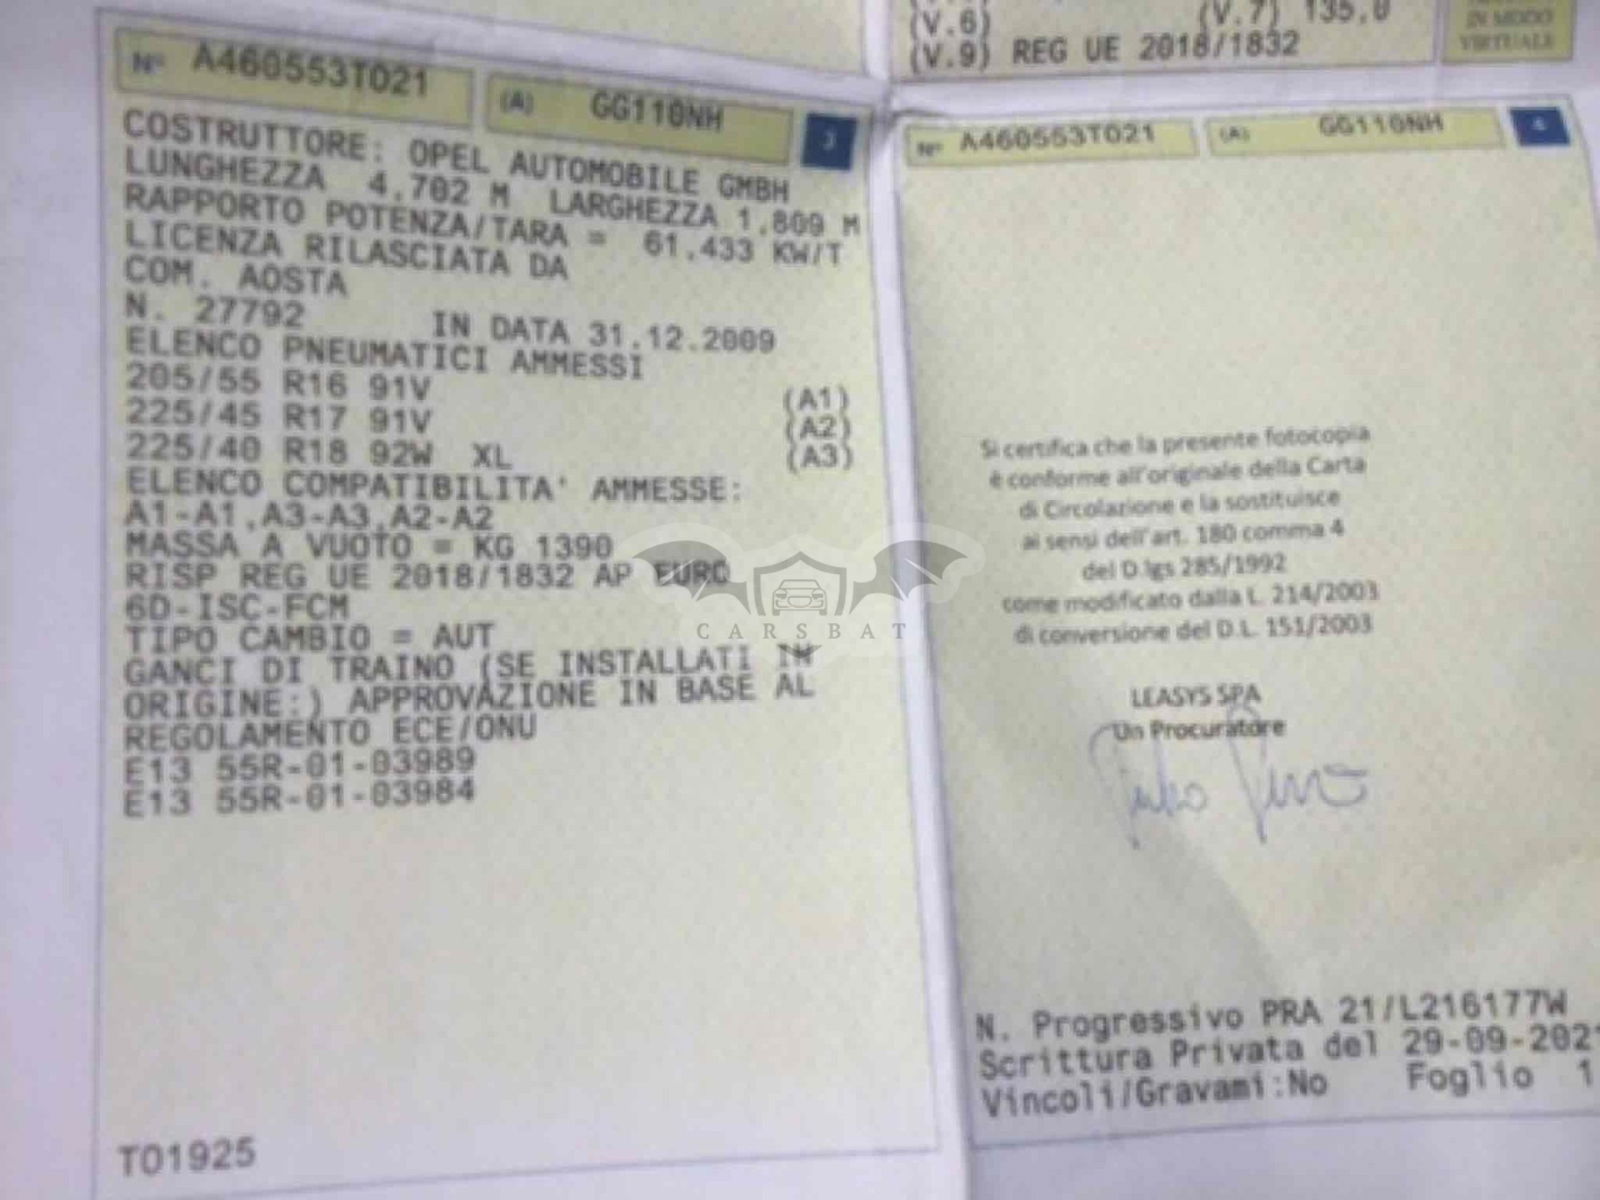 (V.6) (V.7) 135,0
(V.9) REG UE 2018/1832
IN MODO
VIRTUALE
N° A460553TO21 (A) GG110NH 3
COSTRUTTORE: OPEL AUTOMOBILE GMBH
LUNGHEZZA 4,702 M LARGHEZZA 1,809 M
RAPPORTO POTENZA/TARA = 61.433 KW/T
LICENZA RILASCIATA DA
COM. AOSTA
N. 27792 IN DATA 31.12.2009
ELENCO PNEUMATICI AMMESSI
205/55 R16 91V (A1)
225/45 R17 91V (A2)
225/40 R18 92W XL (A3)
ELENCO COMPATIBILITA' AMMESSE:
A1-A1,A3-A3,A2-A2
MASSA A VUOTO = KG 1390
RISP REG UE 2018/1832 AP EURO
6D-ISC-FCM
TIPO CAMBIO = AUT
GANCI DI TRAINO (SE INSTALLATI IN
ORIGINE:) APPROVAZIONE IN BASE AL
REGOLAMENTO ECE/ONU
E13 55R-01-03989
E13 55R-01-03984
TO1925
CARSBAT
N° A460553TO21 (A) GG110NH 4
Si certifica che la presente fotocopia
è conforme all'originale della Carta
di Circolazione e la sostituisce
ai sensi dell'art. 180 comma 4
del D.lgs 285/1992
come modificato dalla L. 214/2003
di conversione del D.L. 151/2003
LEASYS SPA
Un Procuratore
N. Progressivo PRA 21/L216177W
Scrittura Privata del 29-09-2021
Vincoli/Gravami:No Foglio 1